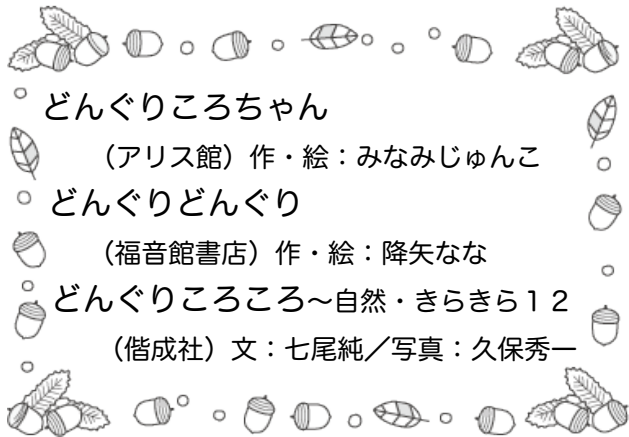 どんぐりころちゃん
（アリス館）作・絵：みなみじゅんこ
どんぐりどんぐり
（福音館書店）作・絵：降矢なな
どんぐりころころ～自然・きらきら１２
（偕成社）文：七尾純／写真：久保秀一